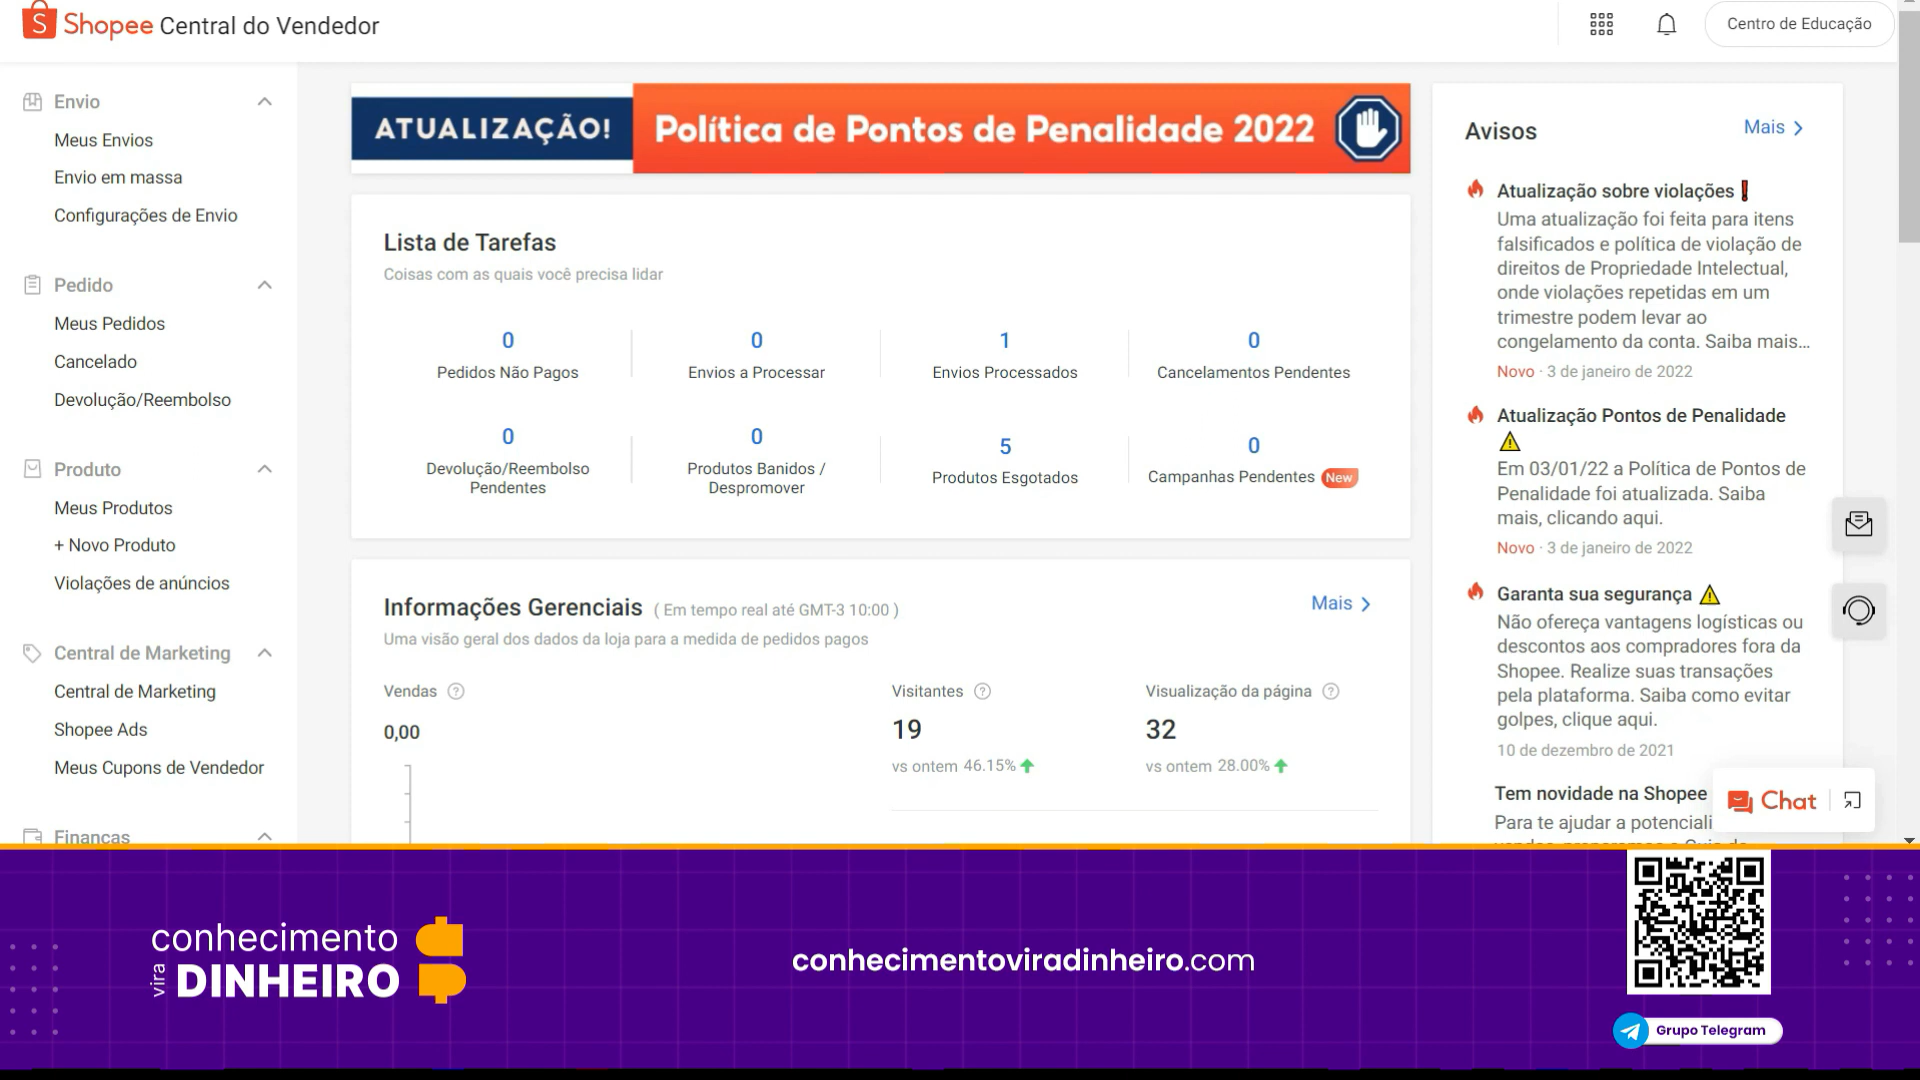 Shopee Central do Vendedor
Centro de Educação
Envio
Meus Envios
Envio em massa
Configurações de Envio
Pedido
Meus Pedidos
Cancelado
Devolução/Reembolso
Produto
Meus Produtos
+ Novo Produto
Violações de anúncios
Central de Marketing
Central de Marketing
Shopee Ads
Meus Cupons de Vendedor
Finanças
ATUALIZAÇÃO! Política de Pontos de Penalidade 2022
Lista de Tarefas
Coisas com as quais você precisa lidar
0
Pedidos Não Pagos
0
Envios a Processar
1
Envios Processados
0
Cancelamentos Pendentes
0
Devolução/Reembolso
Pendentes
0
Produtos Banidos /
Despromover
5
Produtos Esgotados
0
Campanhas Pendentes New
Informações Gerenciais ( Em tempo real até GMT-3 10:00 )
Mais
Uma visão geral dos dados da loja para a medida de pedidos pagos
Vendas ?
0,00
Visitantes ?
19
vs ontem 46.15%
Visualização da página ?
32
vs ontem 28.00%
Avisos
Mais
Atualização sobre violações❗
Uma atualização foi feita para itens
falsificados e política de violação de
direitos de Propriedade Intelectual,
onde violações repetidas em um
trimestre podem levar ao
congelamento da conta. Saiba mais...
Novo · 3 de janeiro de 2022
Atualização Pontos de Penalidade
⚠
Em 03/01/22 a Política de Pontos de
Penalidade foi atualizada. Saiba
mais, clicando aqui.
Novo · 3 de janeiro de 2022
Garanta sua segurança ⚠
Não ofereça vantagens logísticas ou
descontos aos compradores fora da
Shopee. Realize suas transações
pela plataforma. Saiba como evitar
golpes, clique aqui.
10 de dezembro de 2021
Tem novidade na Shopee
Para te ajudar a potenciali
Chat
conhecimento
vira DINHEIRO
conhecimentoviradinheiro.com
Grupo Telegram